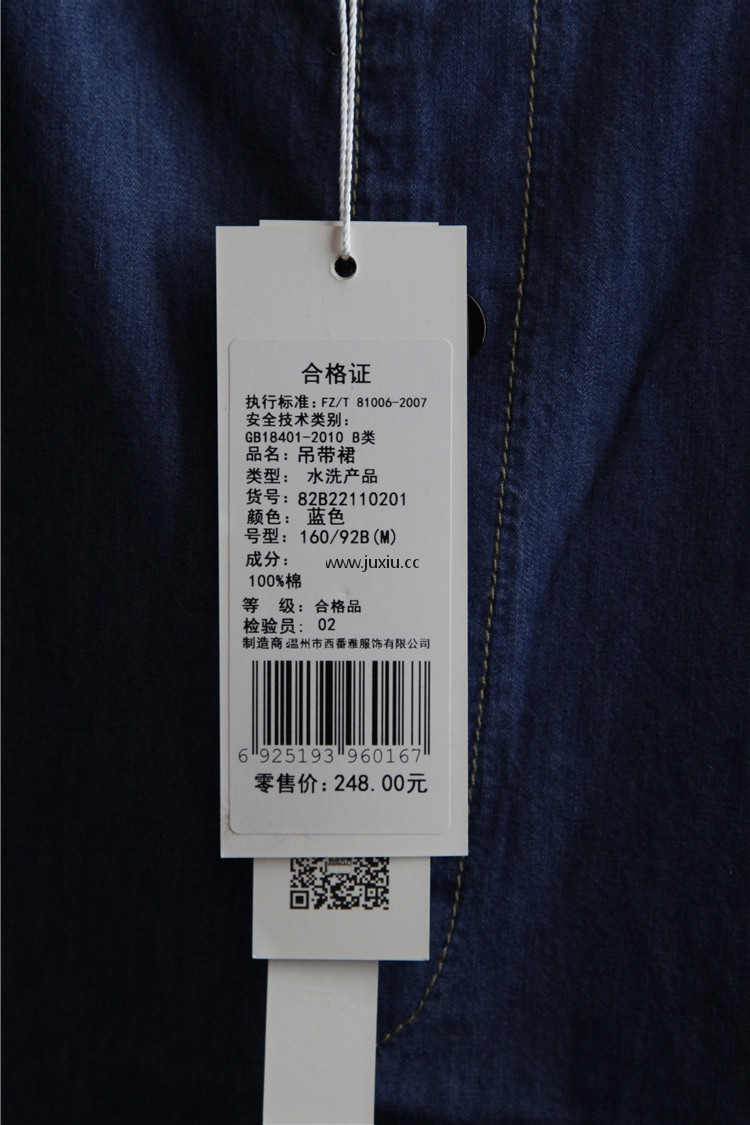 合格证
执行标准：FZ/T 81006-2007
安全技术类别：
GB18401-2010 B类
品名：吊带裙
类型： 水洗产品
货号：82B22110201
颜色： 蓝色
号型：160/92B(M)
成分：
www.juxiu.cc
100%棉
等 级：合格品
检验员： 02
制造商：温州市西番雅服饰有限公司
6 925193 960167
零售价：248.00元